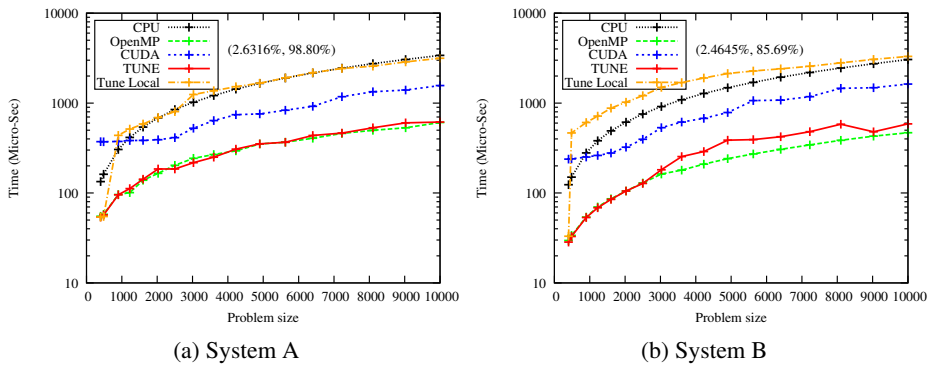 10000
1000
100
10
Time (Micro-Sec)
0 1000 2000 3000 4000 5000 6000 7000 8000 9000 10000
Problem size
CPU
OpenMP
CUDA
TUNE
Tune Local
(2.6316%, 98.80%)
(a) System A
10000
1000
100
10
Time (Micro-Sec)
0 1000 2000 3000 4000 5000 6000 7000 8000 9000 10000
Problem size
CPU
OpenMP
CUDA
TUNE
Tune Local
(2.4645%, 85.69%)
(b) System B